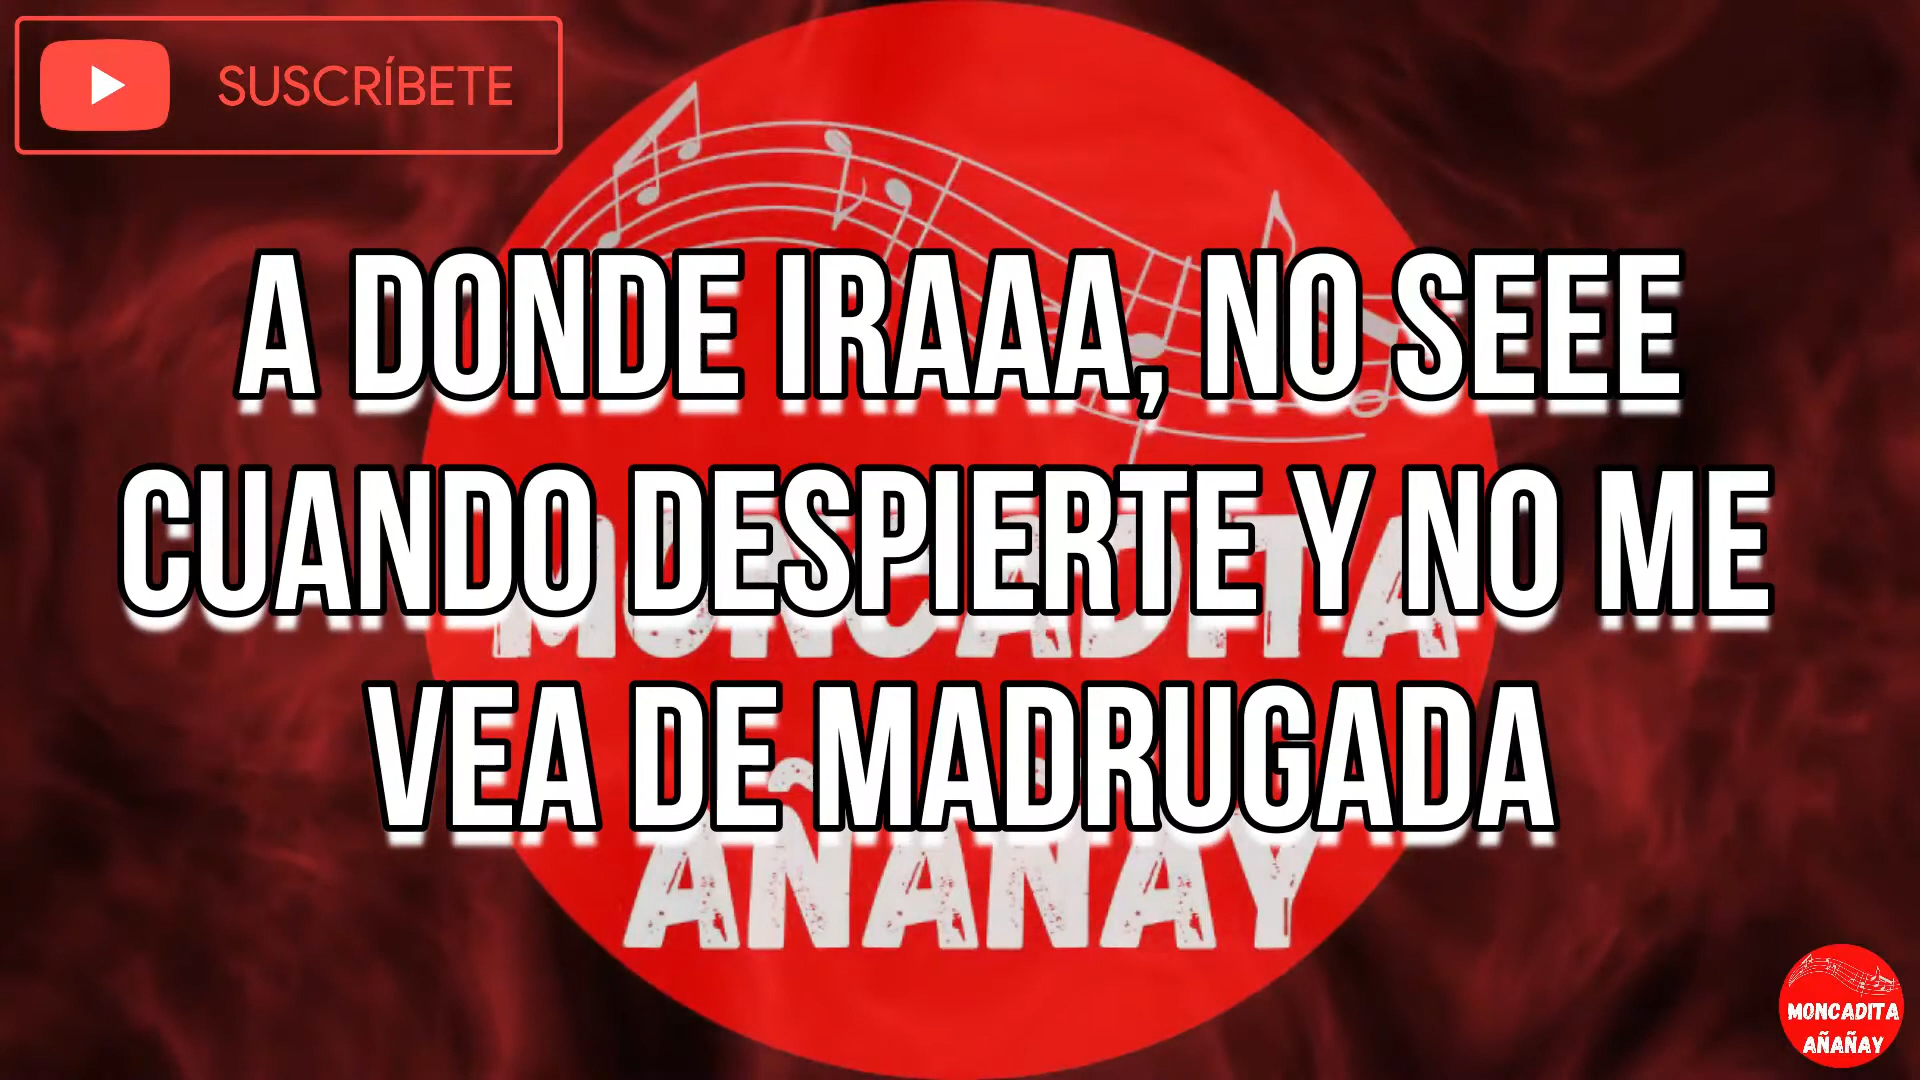 SUSCRÍBETE
A DONDE IRAAA, NO SEEE
CUANDO DESPIERTE Y NO ME
VEA DE MADRUGADA
MONCADITA
AÑAÑAY
MONCADITA
AÑAÑAY